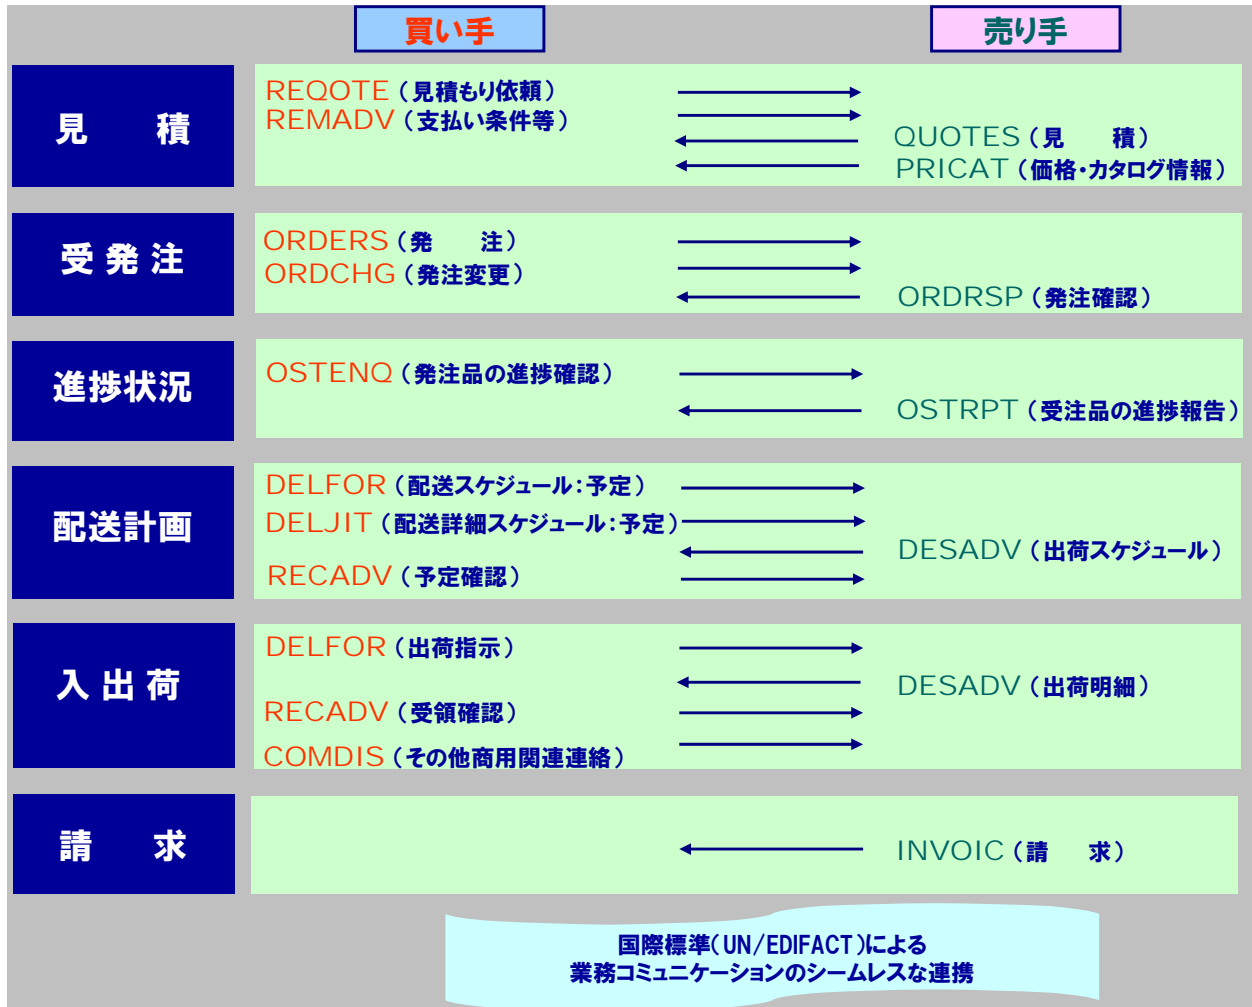 買い手
売り手
見　積
REQOTE（見積もり依頼）
REMADV（支払い条件等）
QUOTES（見　積）
PRICAT（価格・カタログ情報）
受発注
ORDERS（発　注）
ORDCHG（発注変更）
ORDRSP（発注確認）
進捗状況
OSTENQ（発注品の進捗確認）
OSTRPT（受注品の進捗報告）
配送計画
DELFOR（配送スケジュール：予定）
DELJIT（配送詳細スケジュール：予定）
DESADV（出荷スケジュール）
RECADV（予定確認）
入出荷
DELFOR（出荷指示）
DESADV（出荷明細）
RECADV（受領確認）
COMDIS（その他商用関連連絡）
請　求
INVOIC（請　求）
国際標準（UN/EDIFACT）による
業務コミュニケーションのシームレスな連携